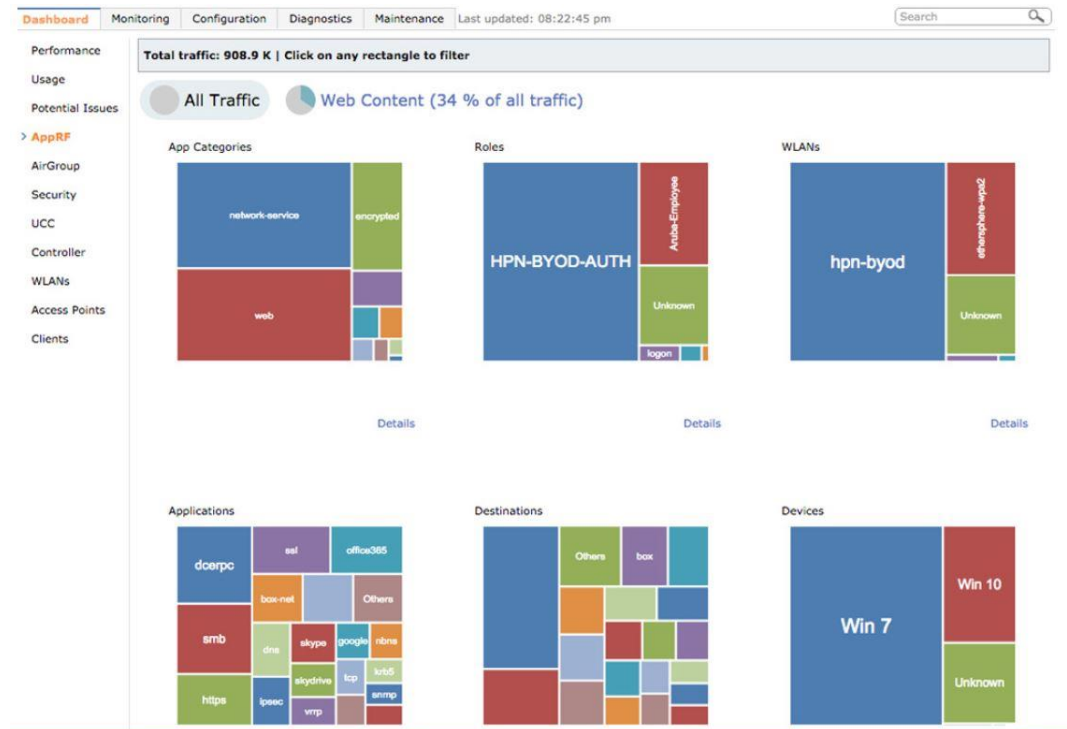 Dashboard Monitoring Configuration Diagnostics Maintenance Last updated: 08:22:45 pm Search
Performance
Usage
Potential Issues
> AppRF
AirGroup
Security
UCC
Controller
WLANs
Access Points
Clients
Total traffic: 908.9 K | Click on any rectangle to filter
All Traffic Web Content (34 % of all traffic)
App Categories
network-service
encrypted
web
Details
Roles
HPN-BYOD-AUTH
Aruba-Employee
Unknown
logon
Details
WLANs
hpn-byod
ethersphere-wpa2
Unknown
Details
Applications
dcerpc
ssl
office365
box-net
Others
smb
dns
skype
google
nbns
skydrive
tcp
krb5
https
ipsec
snmp
vrrp
Destinations
Others
box
Devices
Win 7
Win 10
Unknown